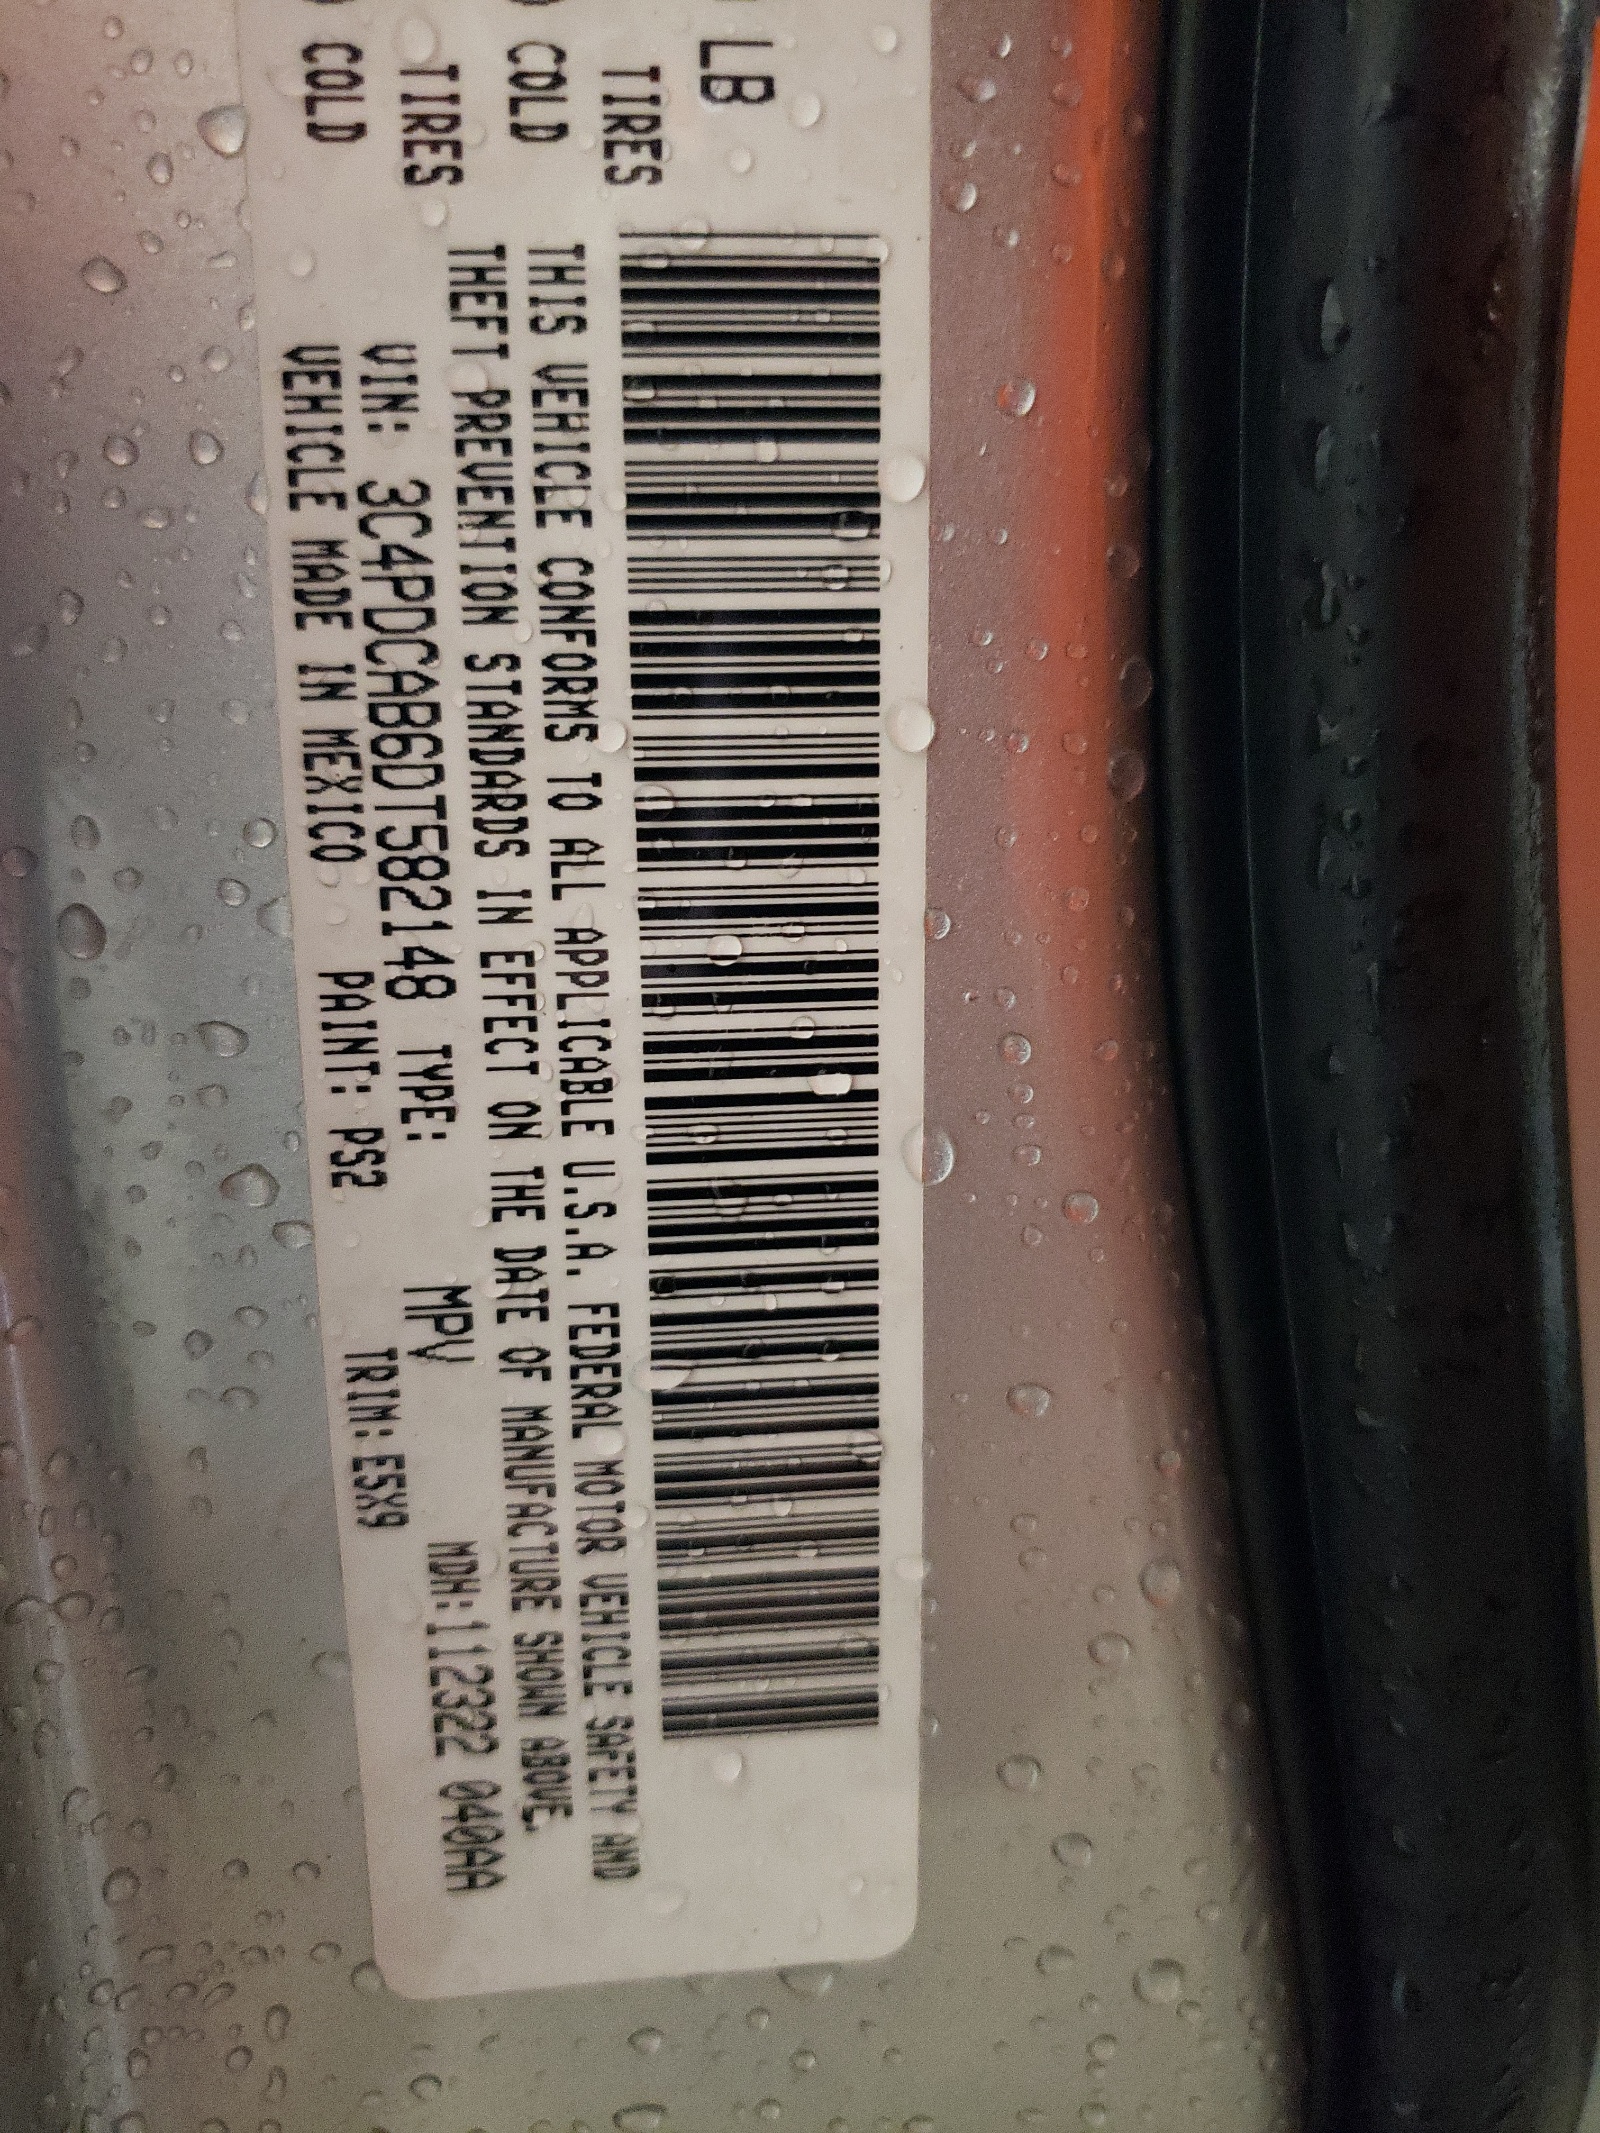 LB
TIRES
COLD
TIRES
COLD
THIS VEHICLE CONFORMS TO ALL APPLICABLE U.S.A. FEDERAL MOTOR VEHICLE SAFETY AND
THEFT PREVENTION STANDARDS IN EFFECT ON THE DATE OF MANUFACTURE SHOWN ABOVE.
VIN: 3C4PDCAB6DT582148 TYPE: MPV MDH:112322 040AA
VEHICLE MADE IN MEXICO PAINT: PS2 TRIM: E5X9